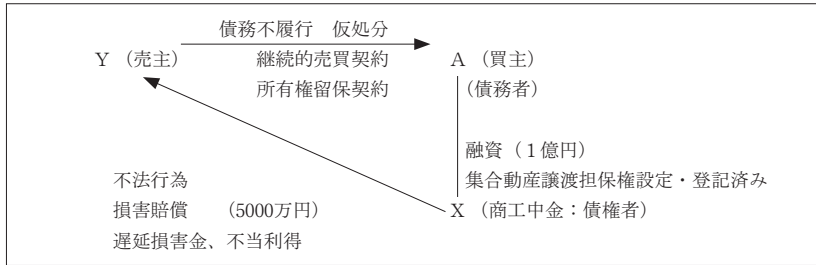 債務不履行　仮処分
Y （売主）　継続的売買契約　A （買主）
所有権留保契約　（債務者）
融資（１億円）
不法行為　集合動産譲渡担保権設定・登記済み
損害賠償　（5000万円）　X （商工中金：債権者）
遅延損害金、不当利得